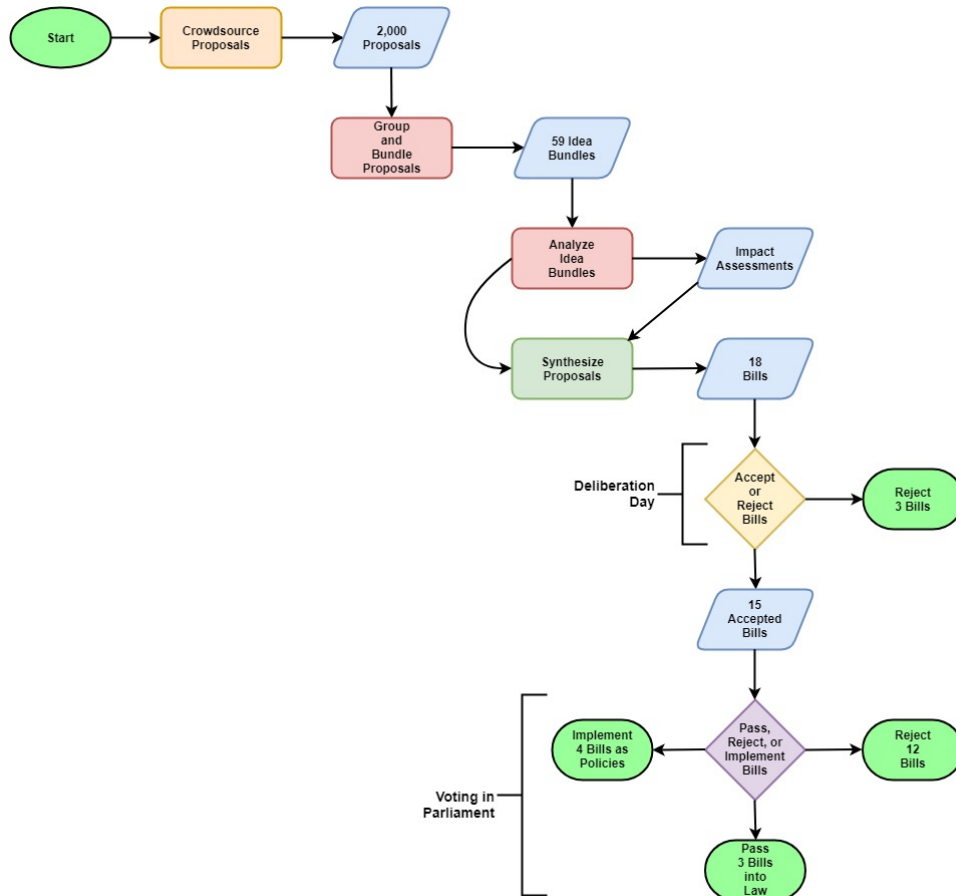 Start
Crowdsource
Proposals
2,000
Proposals
Group
and
Bundle
Proposals
59 Idea
Bundles
Analyze
Idea
Bundles
Impact
Assessments
Synthesize
Proposals
18
Bills
Deliberation
Day
Accept
or
Reject
Bills
Reject
3 Bills
15
Accepted
Bills
Voting in
Parliament
Implement
4 Bills as
Policies
Pass,
Reject, or
Implement
Bills
Reject
12
Bills
Pass
3 Bills
into
Law